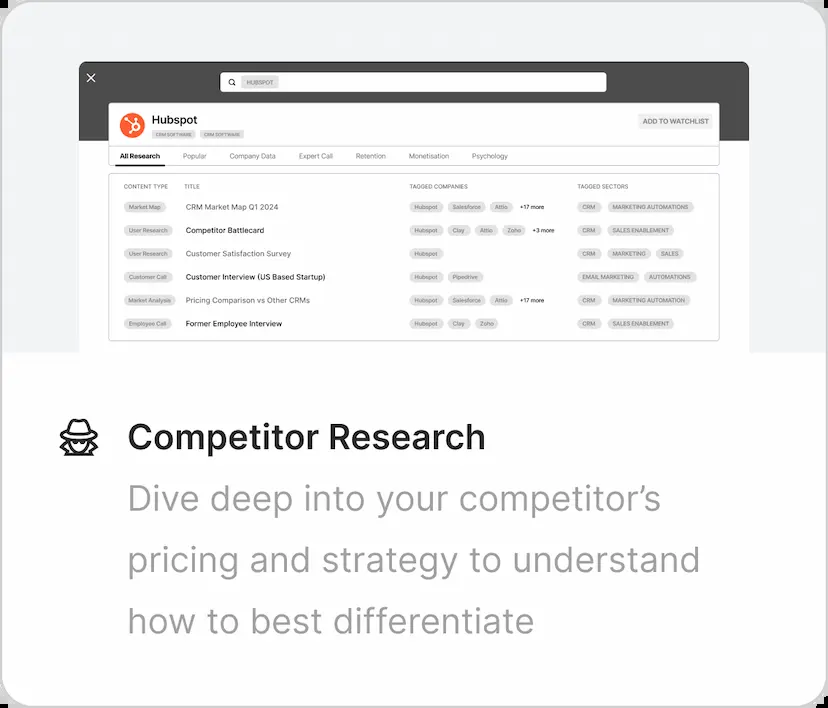 HUBSPOT
Hubspot
CRM SOFTWARE CRM SOFTWARE
ADD TO WATCHLIST
All Research Popular Company Data Expert Call Retention Monetisation Psychology
CONTENT TYPE TITLE TAGGED COMPANIES TAGGED SECTORS
Market Map CRM Market Map Q1 2024 Hubspot Salesforce Attio +17 more CRM MARKETING AUTOMATIONS
User Research Competitor Battlecard Hubspot Clay Attio Zoho +3 more CRM SALES ENABLEMENT
User Research Customer Satisfaction Survey Hubspot CRM MARKETING SALES
Customer Call Customer Interview (US Based Startup) Hubspot Pipedrive EMAIL MARKETING AUTOMATIONS
Market Analysis Pricing Comparison vs Other CRMs Hubspot Salesforce Attio +17 more CRM MARKETING AUTOMATION
Employee Call Former Employee Interview Hubspot Clay Zoho CRM SALES ENABLEMENT
Competitor Research
Dive deep into your competitor’s
pricing and strategy to understand
how to best differentiate